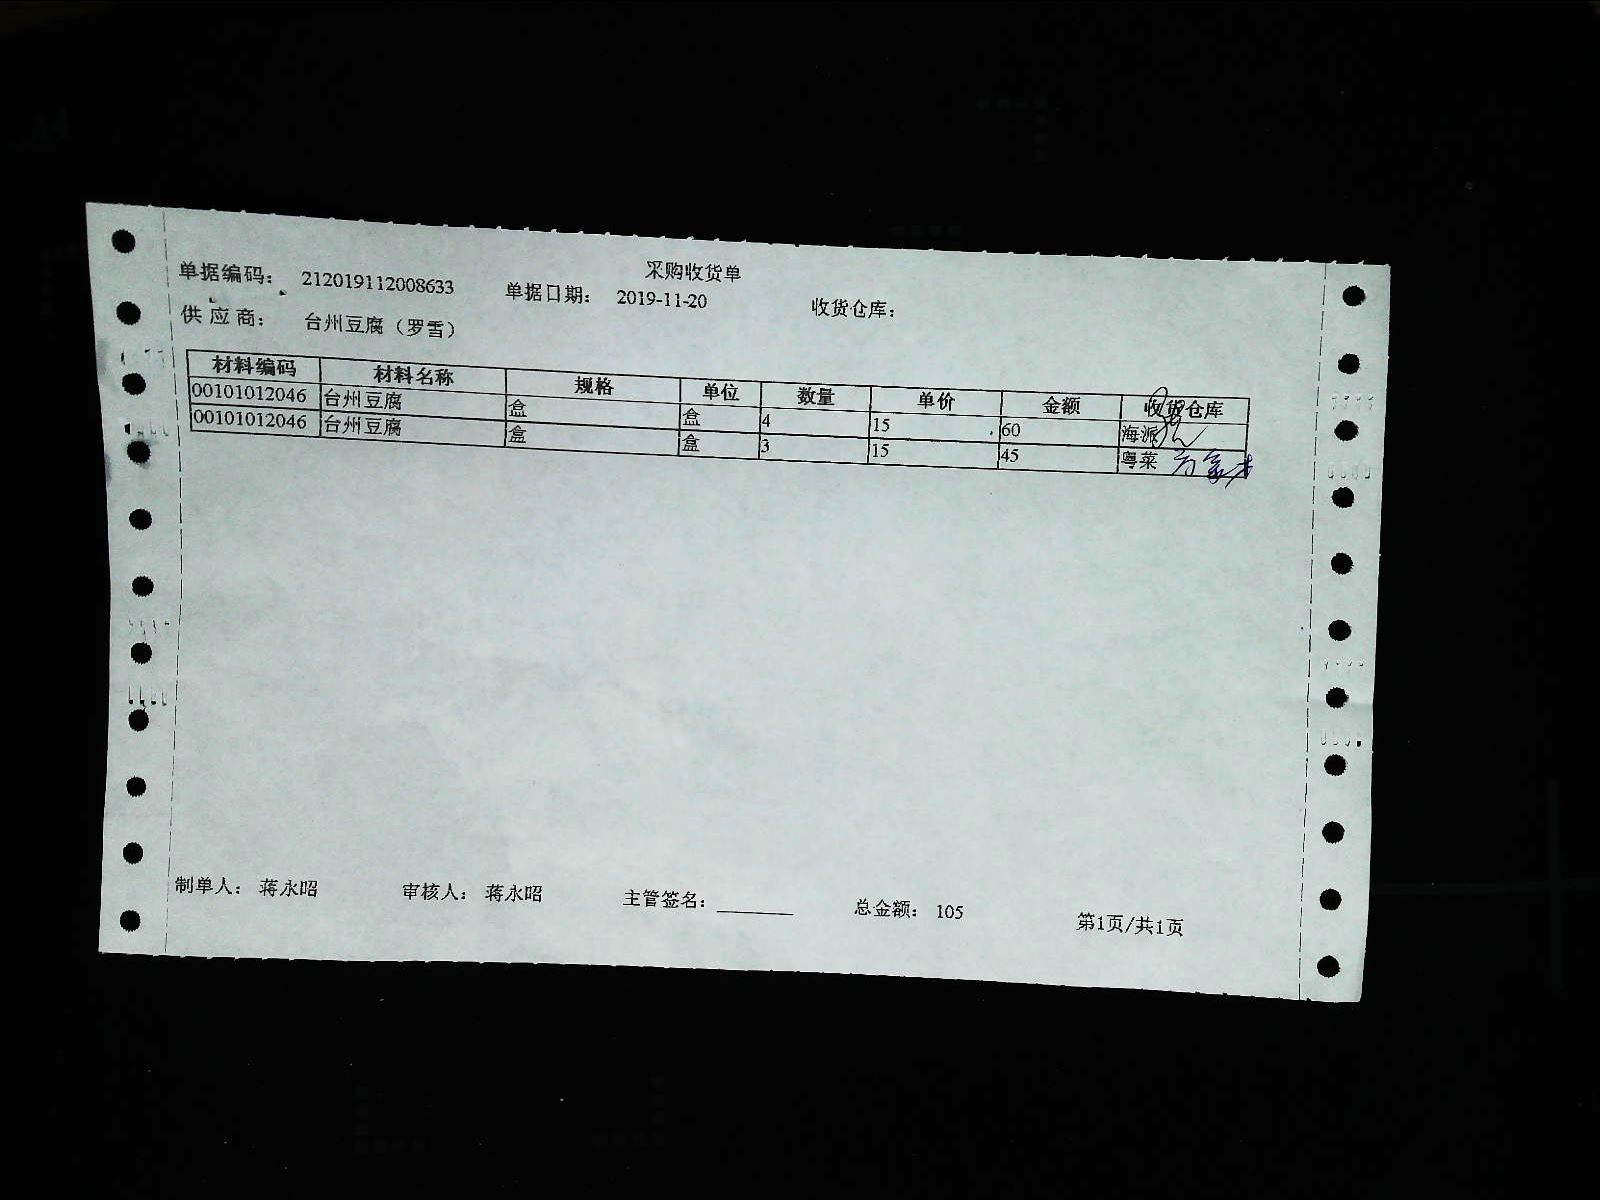 采购收货单
单据编码： 212019112008633 单据日期： 2019-11-20 收货仓库：
供应商： 台州豆腐（罗雪）
材料编码 材料名称 规格 单位 数量 单价 金额 收货仓库
00101012046 台州豆腐 盒 盒 4 15 60 海派
00101012046 台州豆腐 盒 盒 3 15 45 粤菜
制单人： 蒋永昭 审核人： 蒋永昭 主管签名： 总金额： 105 第1页/共1页